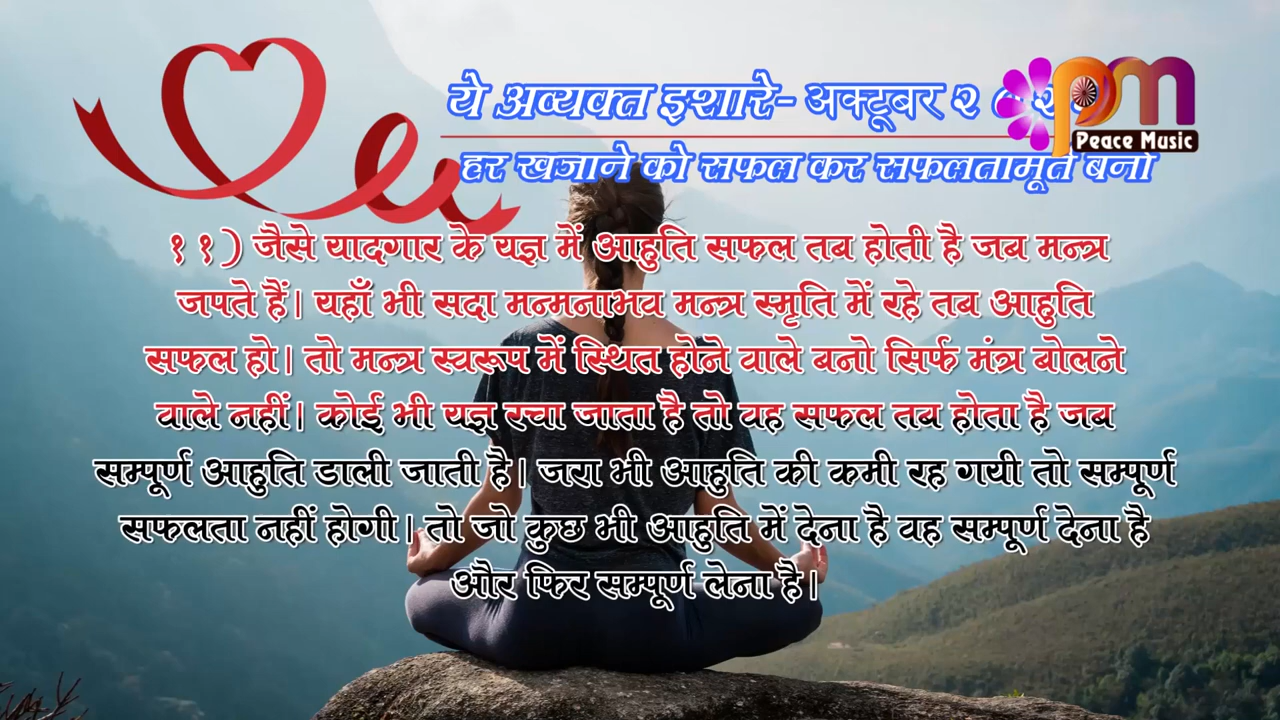 ये अव्यक्त इशारे- अक्टूबर २०
pm
Peace Music
हर खजाने को सफल कर सफलतामूर्त बनो
११) जैसे यादगार के यज्ञ में आहुति सफल तब होती है जब मन्त्र
जपते हैं। यहाँ भी सदा मन्मनाभव मन्त्र स्मृति में रहे तब आहुति
सफल हो। तो मन्त्र स्वरूप में स्थित होने वाले बनो सिर्फ मंत्र बोलने
वाले नहीं। कोई भी यज्ञ रचा जाता है तो वह सफल तब होता है जब
सम्पूर्ण आहुति डाली जाती है। जरा भी आहुति की कमी रह गयी तो सम्पूर्ण
सफलता नहीं होगी। तो जो कुछ भी आहुति में देना है वह सम्पूर्ण देना है
और फिर सम्पूर्ण लेना है।